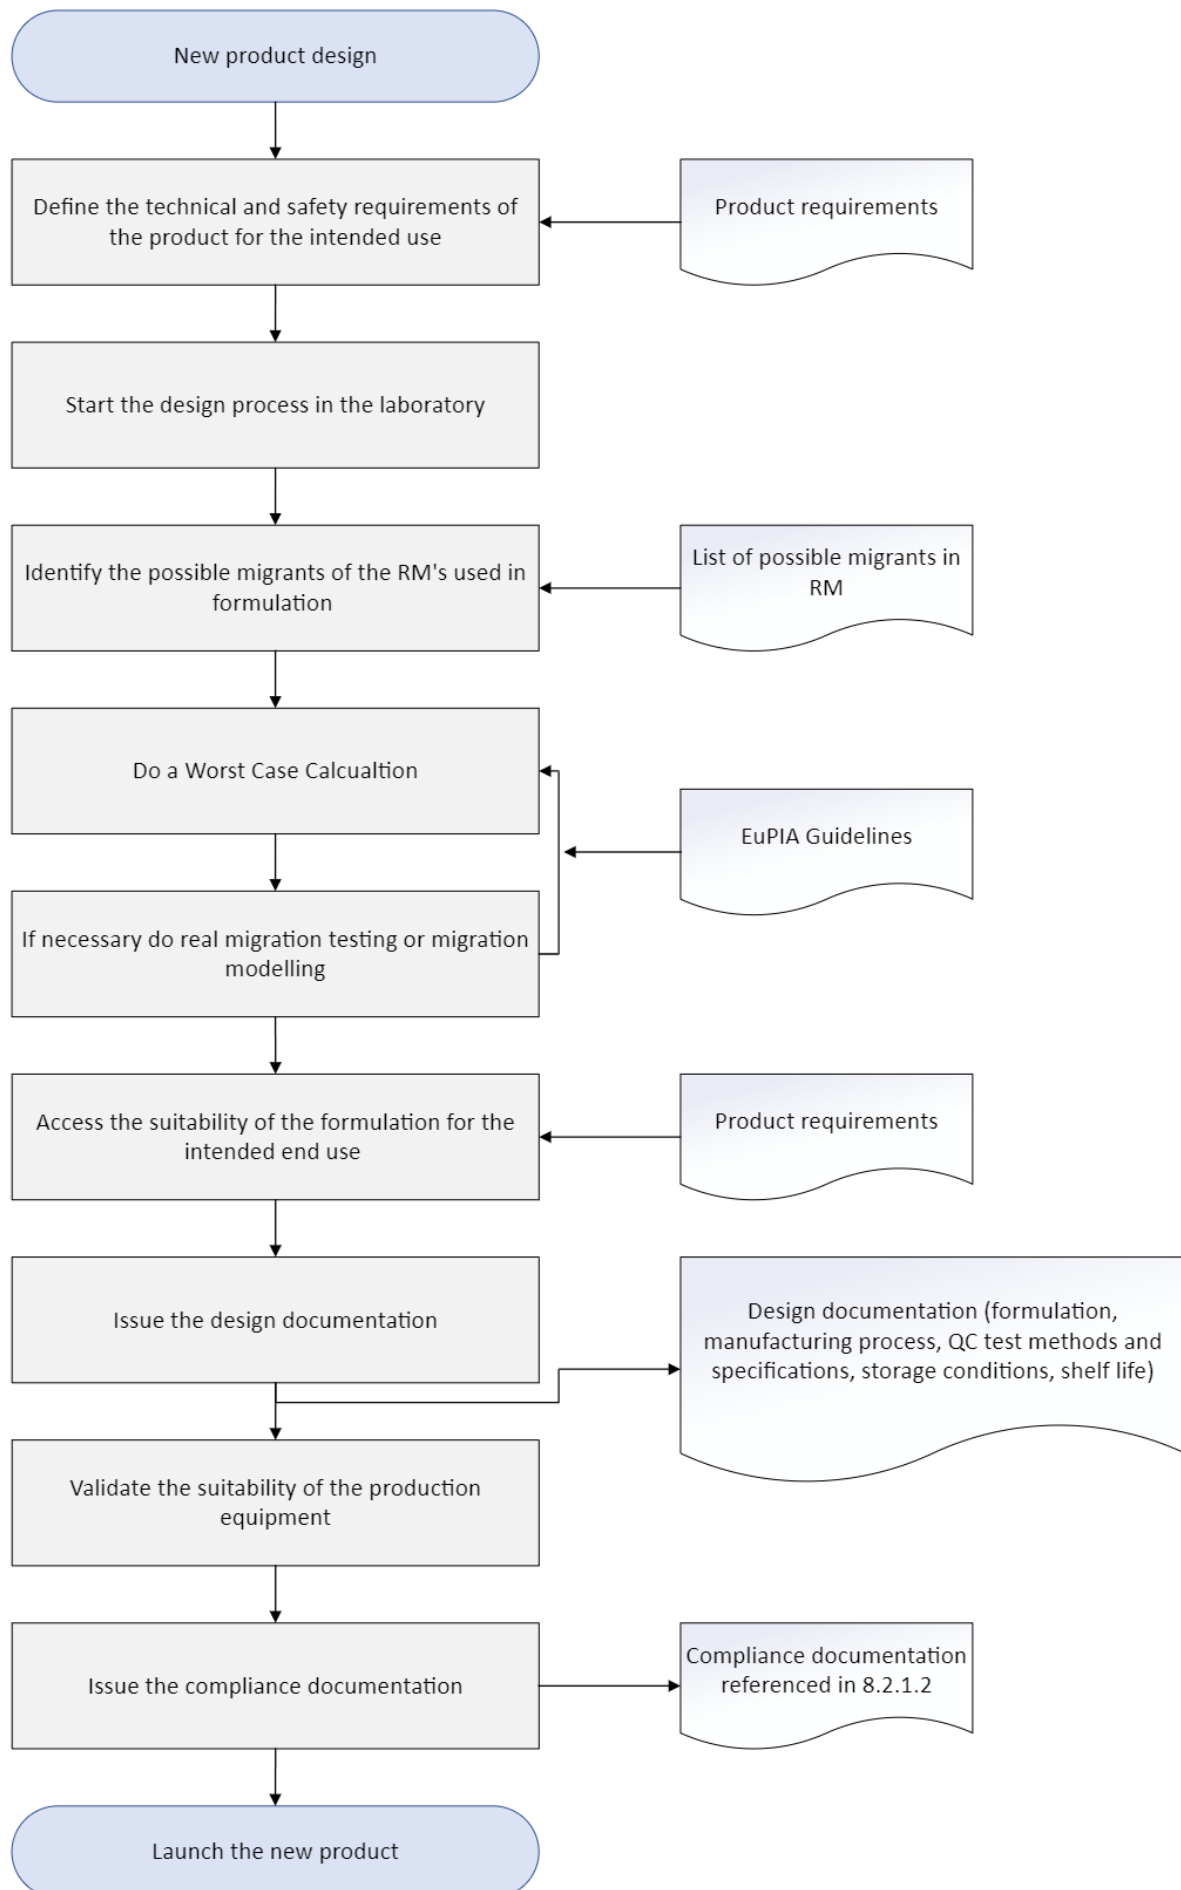 New product design
Define the technical and safety requirements of
the product for the intended use
Product requirements
Start the design process in the laboratory
Identify the possible migrants of the RM's used in
formulation
List of possible migrants in
RM
Do a Worst Case Calcualtion
EuPIA Guidelines
If necessary do real migration testing or migration
modelling
Access the suitability of the formulation for the
intended end use
Product requirements
Issue the design documentation
Design documentation (formulation,
manufacturing process, QC test methods and
specifications, storage conditions, shelf life)
Validate the suitability of the production
equipment
Issue the compliance documentation
Compliance documentation
referenced in 8.2.1.2
Launch the new product